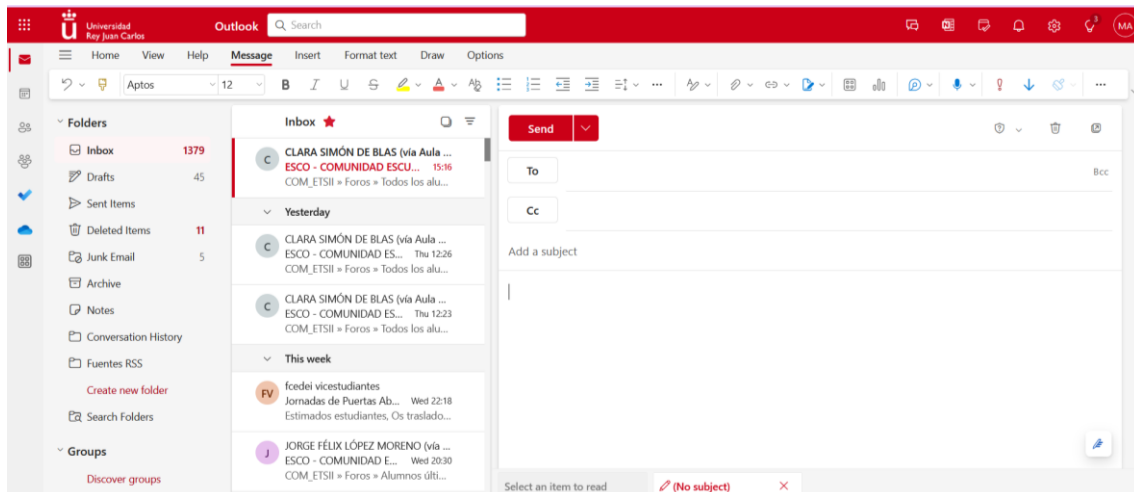 Universidad
Rey Juan Carlos
Outlook
Search
3
MA
Home View Help Message Insert Format text Draw Options
Aptos 12
Folders
Inbox 1379
Drafts 45
Sent Items
Deleted Items 11
Junk Email 5
Archive
Notes
Conversation History
Fuentes RSS
Create new folder
Search Folders
Groups
Discover groups
Inbox
C
CLARA SIMÓN DE BLAS (vía Aula ...
ESCO - COMUNIDAD ESCU... 15:16
COM_ETSII » Foros » Todos los alu...
Yesterday
C
CLARA SIMÓN DE BLAS (vía Aula ...
ESCO - COMUNIDAD ES... Thu 12:26
COM_ETSII » Foros » Todos los alu...
C
CLARA SIMÓN DE BLAS (vía Aula ...
ESCO - COMUNIDAD ES... Thu 12:23
COM_ETSII » Foros » Todos los alu...
This week
FV
fcedei vicestudiantes
Jornadas de Puertas Ab... Wed 22:18
Estimados estudiantes, Os traslado...
J
JORGE FÉLIX LÓPEZ MORENO (vía ...
ESCO - COMUNIDAD E... Wed 20:30
COM_ETSII » Foros » Alumnos últi...
Send
To
Bcc
Cc
Add a subject
Select an item to read
(No subject)